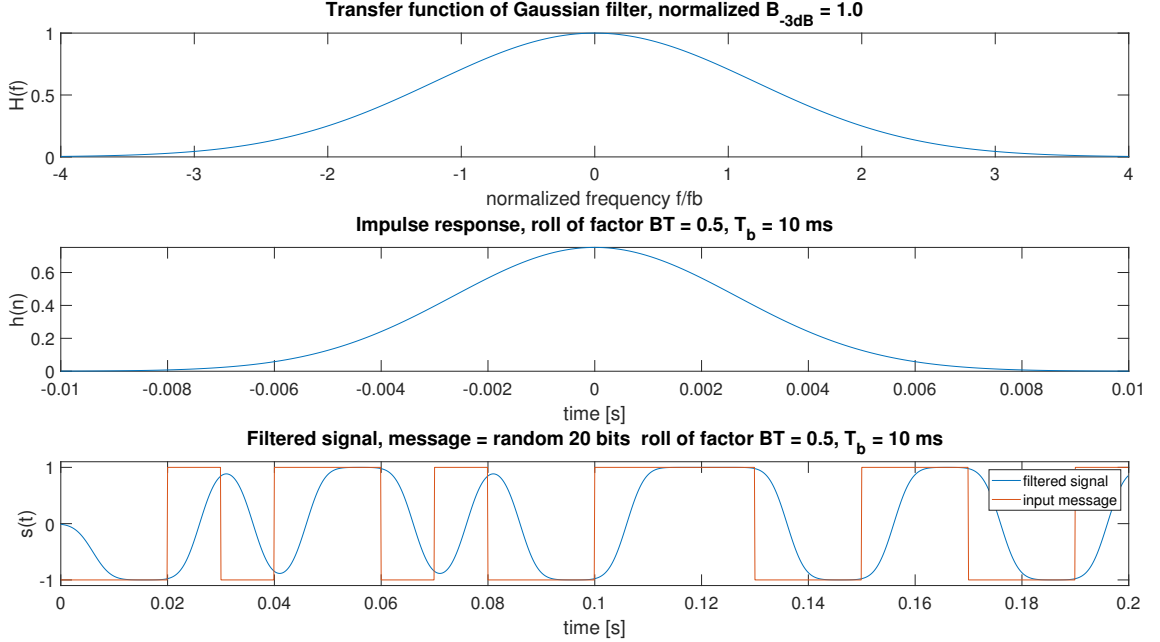 Transfer function of Gaussian filter, normalized B-3dB = 1.0
1
0.5
0
H(f)
-4 -3 -2 -1 0 1 2 3 4
normalized frequency f/fb
Impulse response, roll of factor BT = 0.5, Tb = 10 ms
0.6
0.4
0.2
0
h(n)
-0.01 -0.008 -0.006 -0.004 -0.002 0 0.002 0.004 0.006 0.008 0.01
time [s]
Filtered signal, message = random 20 bits  roll of factor BT = 0.5, Tb = 10 ms
1
0
-1
s(t)
filtered signal
input message
0 0.02 0.04 0.06 0.08 0.1 0.12 0.14 0.16 0.18 0.2
time [s]